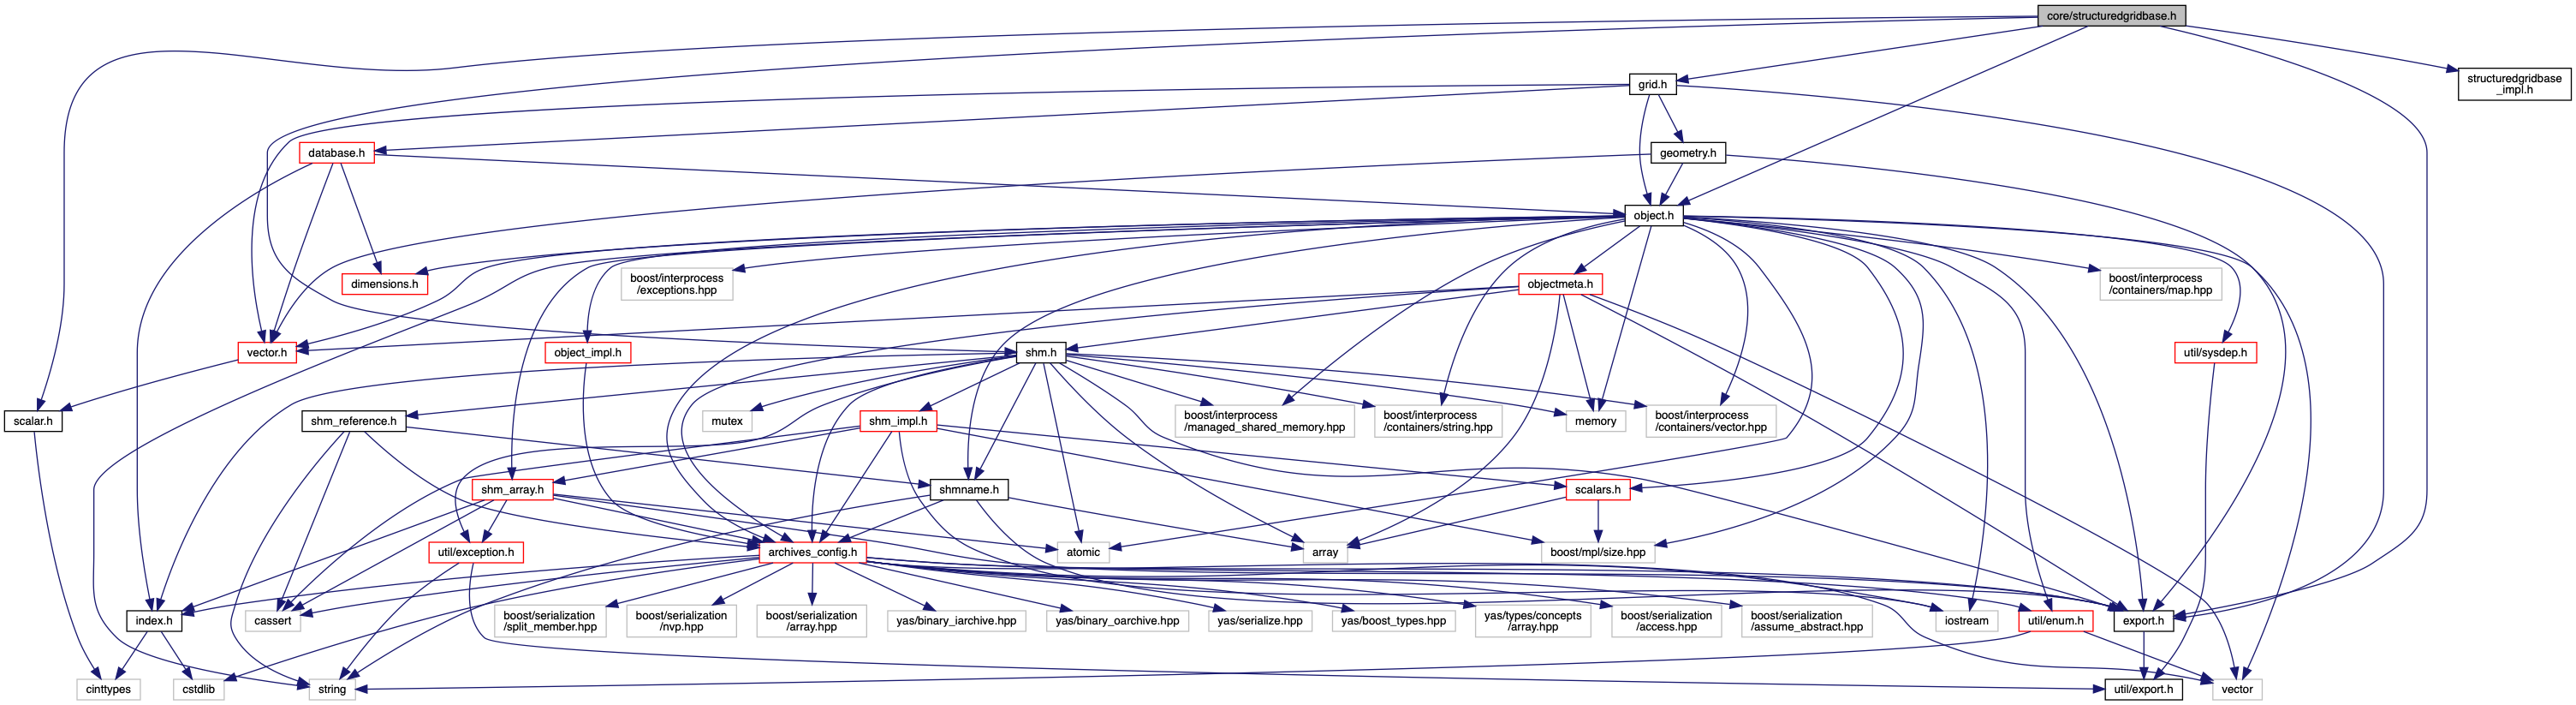 core/structuredgridbase.h
grid.h
structuredgridbase
_impl.h
database.h
geometry.h
object.h
dimensions.h
boost/interprocess
/exceptions.hpp
objectmeta.h
boost/interprocess
/containers/map.hpp
vector.h
object_impl.h
shm.h
util/sysdep.h
scalar.h
shm_reference.h
mutex
shm_impl.h
boost/interprocess
/managed_shared_memory.hpp
boost/interprocess
/containers/string.hpp
memory
boost/interprocess
/containers/vector.hpp
shm_array.h
shmname.h
scalars.h
util/exception.h
archives_config.h
atomic
array
boost/mpl/size.hpp
index.h
cassert
boost/serialization
/split_member.hpp
boost/serialization
/nvp.hpp
boost/serialization
/array.hpp
yas/binary_iarchive.hpp
yas/binary_oarchive.hpp
yas/serialize.hpp
yas/boost_types.hpp
yas/types/concepts
/array.hpp
boost/serialization
/access.hpp
boost/serialization
/assume_abstract.hpp
iostream
util/enum.h
export.h
cinttypes
cstdlib
string
util/export.h
vector